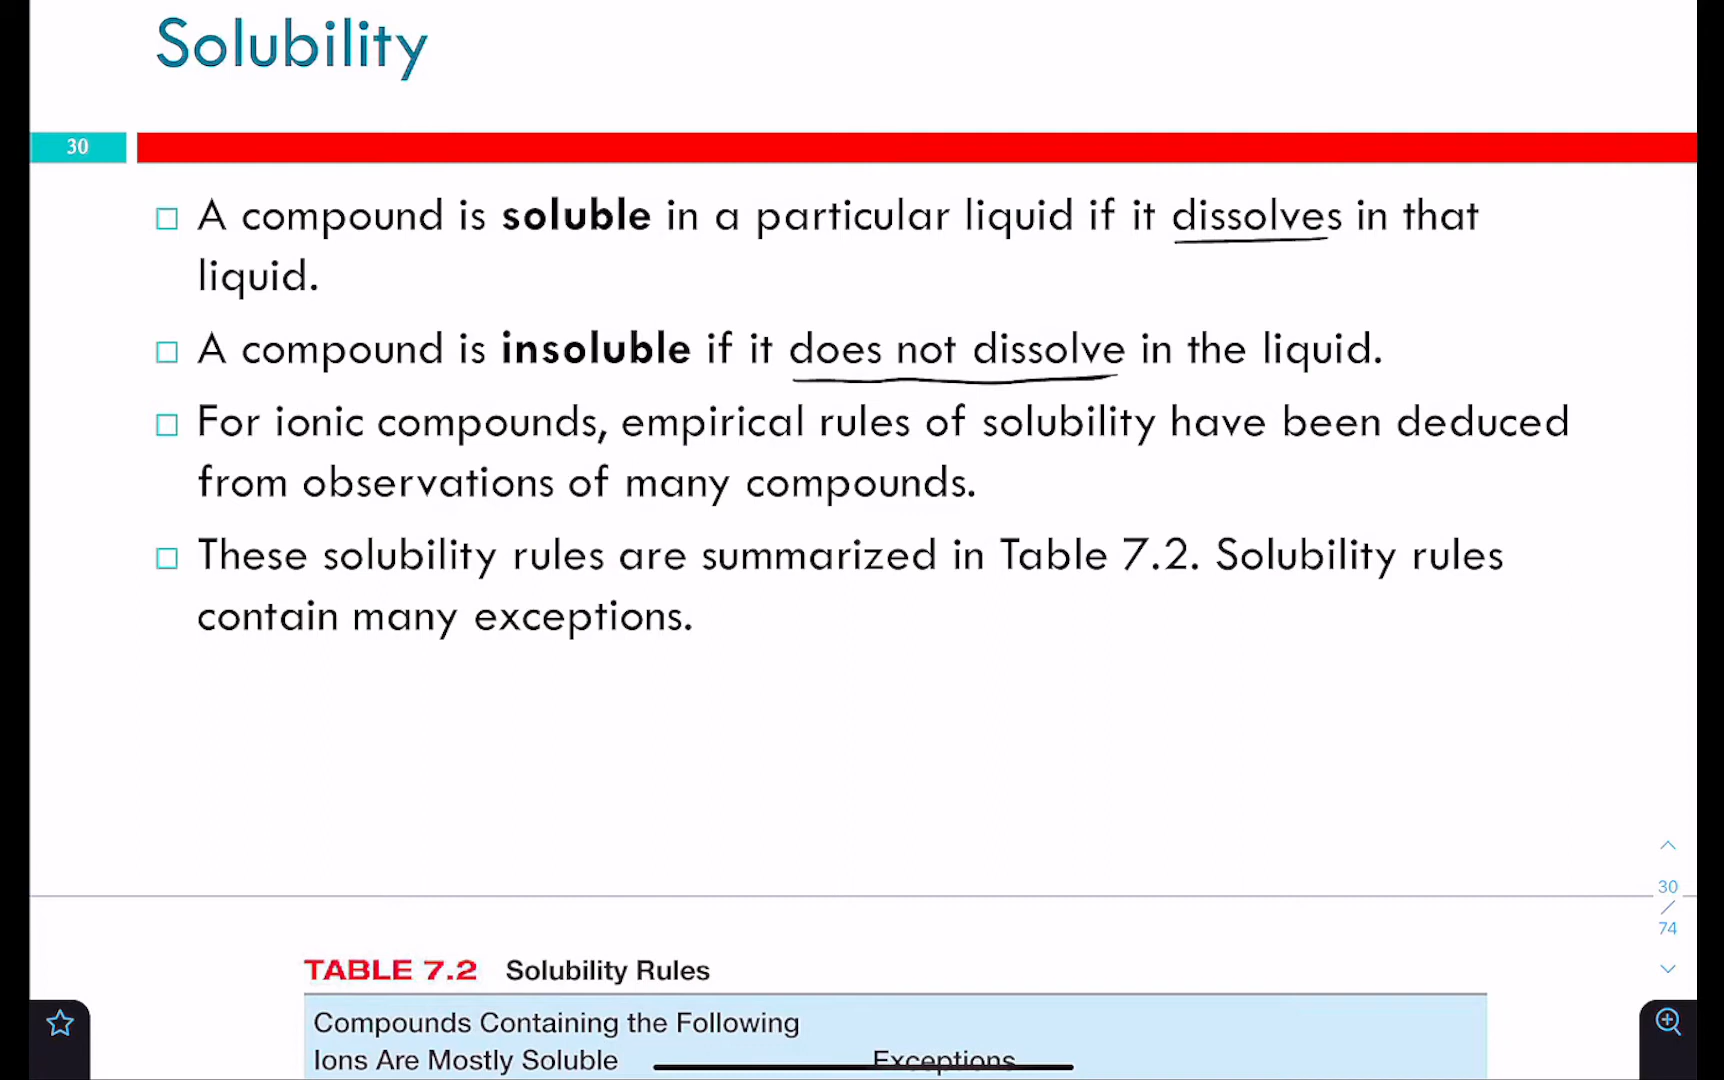 Solubility
30
□ A compound is soluble in a particular liquid if it dissolves in that
liquid.
□ A compound is insoluble if it does not dissolve in the liquid.
□ For ionic compounds, empirical rules of solubility have been deduced
from observations of many compounds.
□ These solubility rules are summarized in Table 7.2. Solubility rules
contain many exceptions.
30
/
74
TABLE 7.2 Solubility Rules
Compounds Containing the Following
Ions Are Mostly Soluble Exceptions